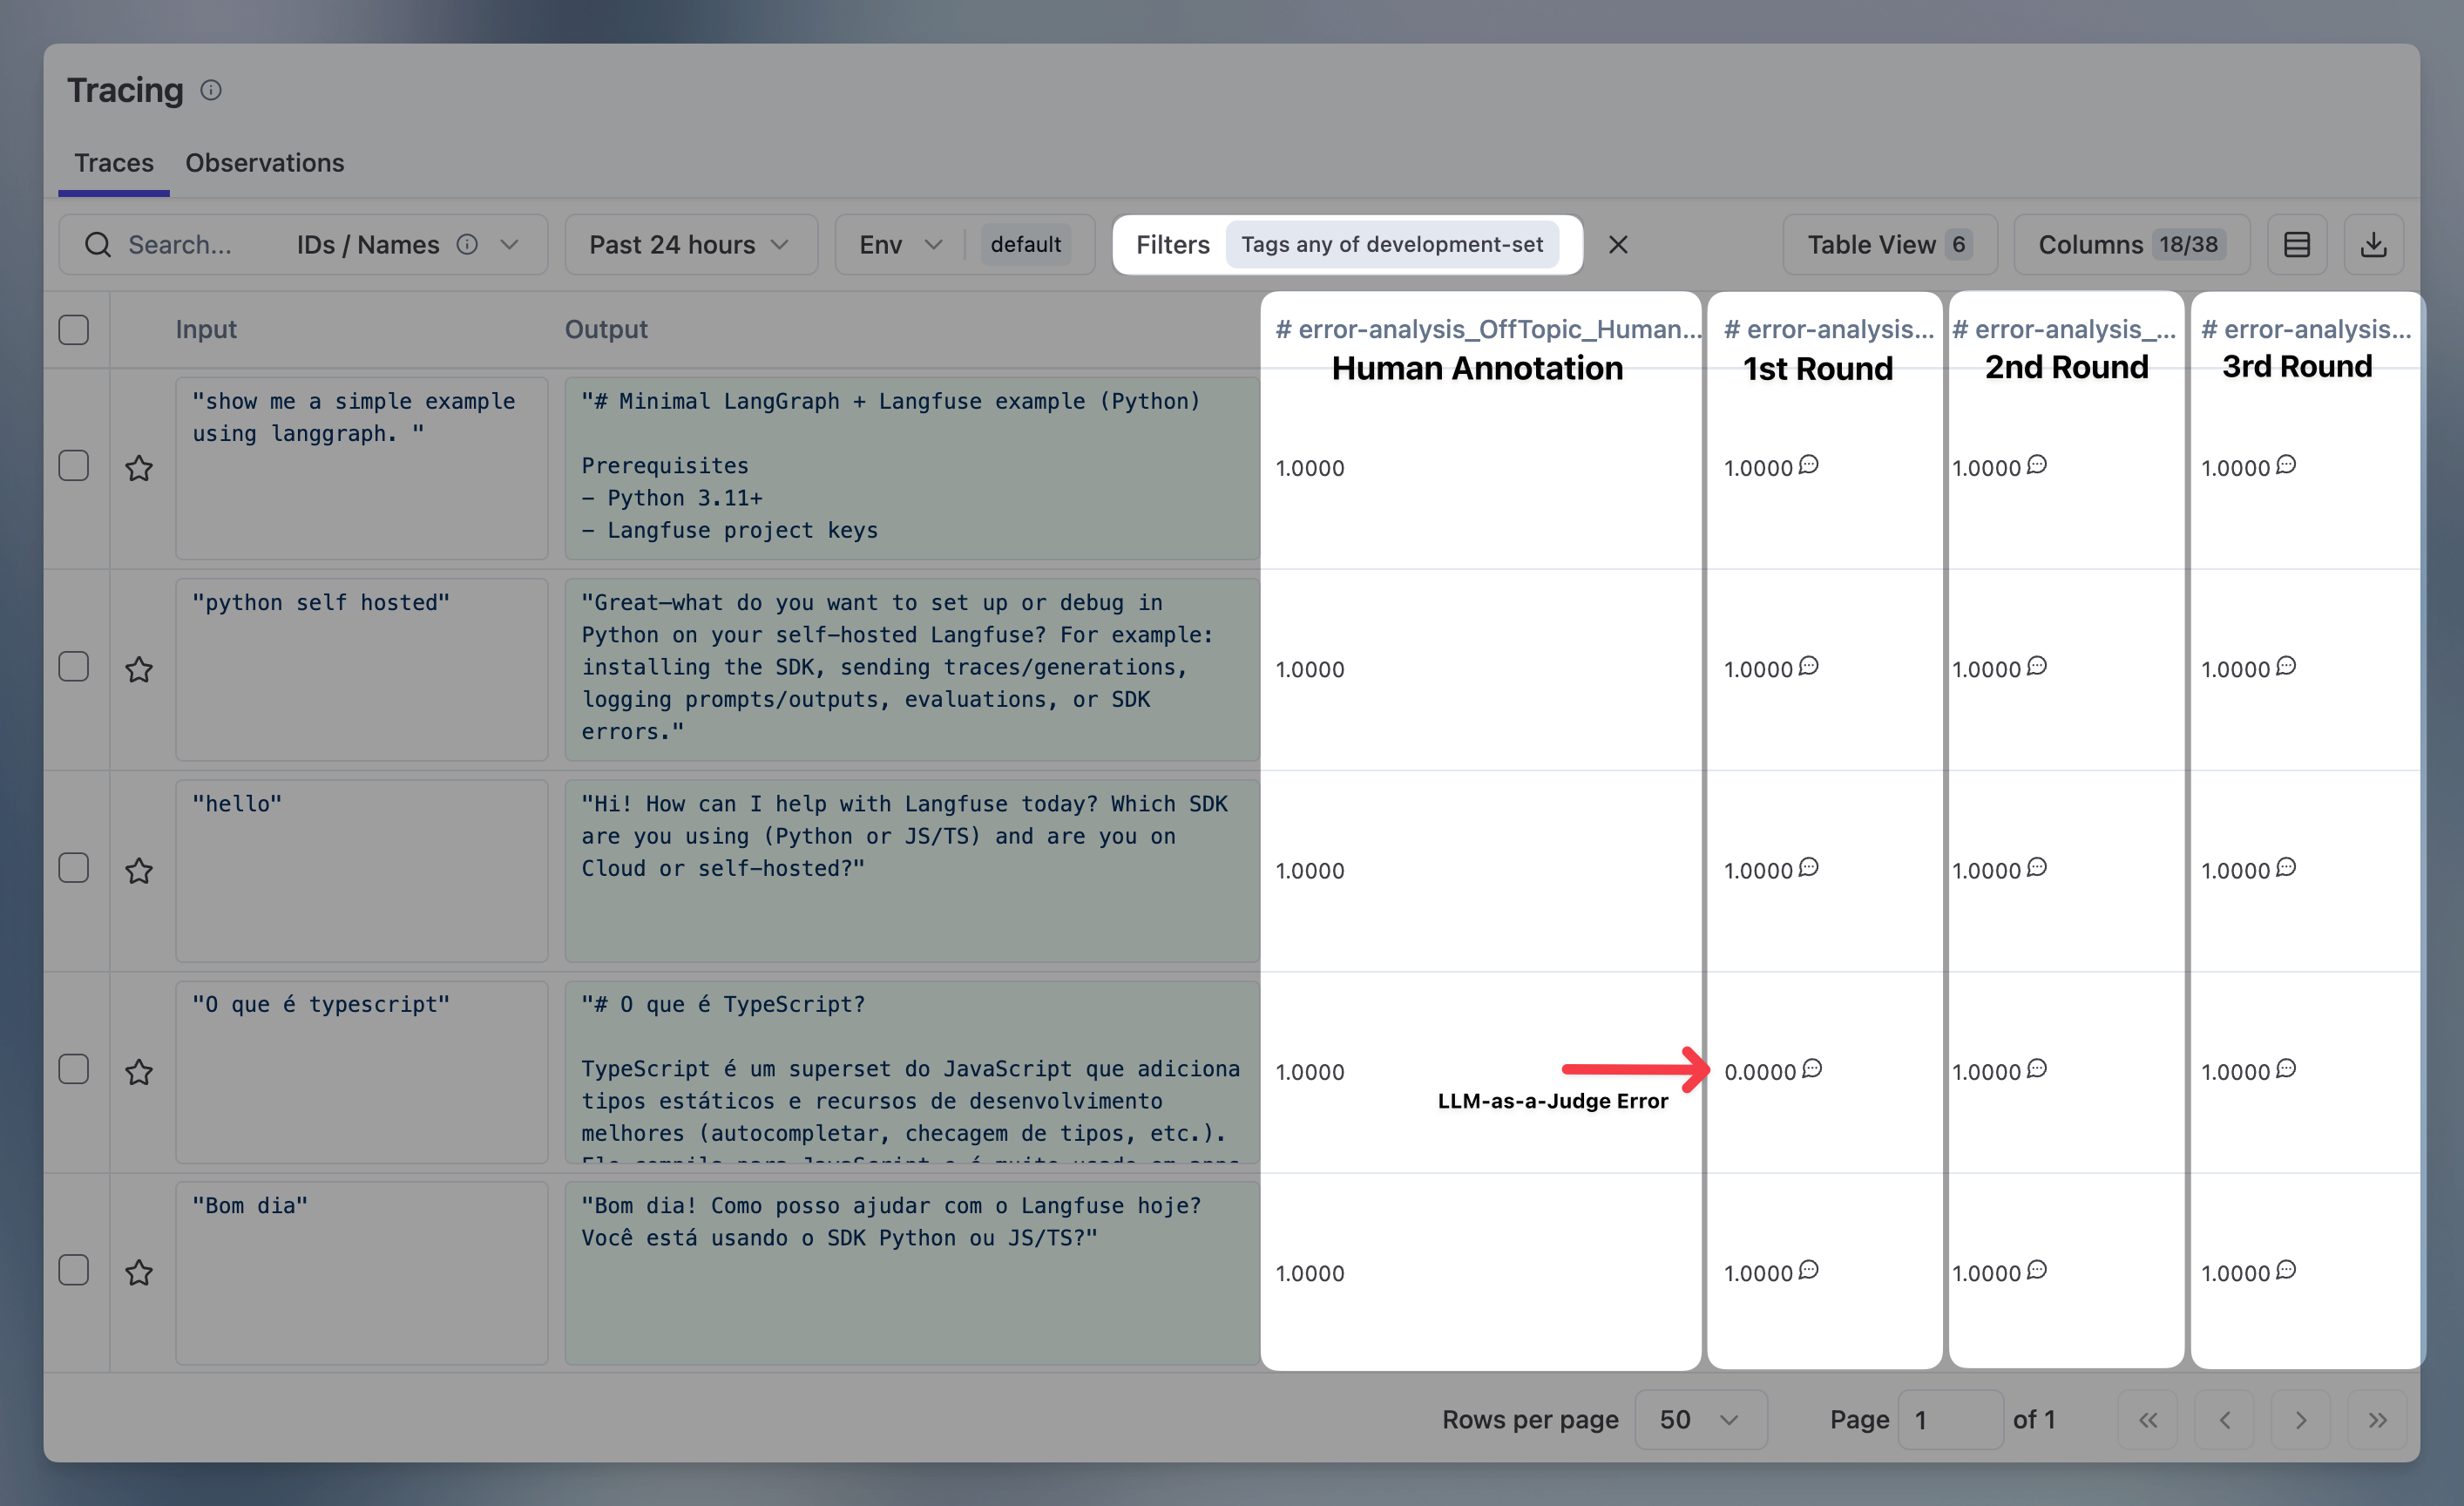 Tracing
Traces Observations
Search... IDs / Names Past 24 hours Env default Filters Tags any of development-set Table View 6 Columns 18/38
Input Output # error-analysis_OffTopic_Human... # error-analysis... # error-analysis_... # error-analysis...
Human Annotation 1st Round 2nd Round 3rd Round
"show me a simple example
using langgraph. "
"# Minimal LangGraph + Langfuse example (Python)
Prerequisites
- Python 3.11+
- Langfuse project keys
1.0000 1.0000 1.0000 1.0000
"python self hosted"
"Great—what do you want to set up or debug in
Python on your self-hosted Langfuse? For example:
installing the SDK, sending traces/generations,
logging prompts/outputs, evaluations, or SDK
errors."
1.0000 1.0000 1.0000 1.0000
"hello"
"Hi! How can I help with Langfuse today? Which SDK
are you using (Python or JS/TS) and are you on
Cloud or self-hosted?"
1.0000 1.0000 1.0000 1.0000
"O que é typescript"
"# O que é TypeScript?
TypeScript é um superset do JavaScript que adiciona
tipos estáticos e recursos de desenvolvimento
melhores (autocompletar, checagem de tipos, etc.).
1.0000 0.0000 1.0000 1.0000
LLM-as-a-Judge Error
"Bom dia"
"Bom dia! Como posso ajudar com o Langfuse hoje?
Você está usando o SDK Python ou JS/TS?"
1.0000 1.0000 1.0000 1.0000
Rows per page 50 Page 1 of 1